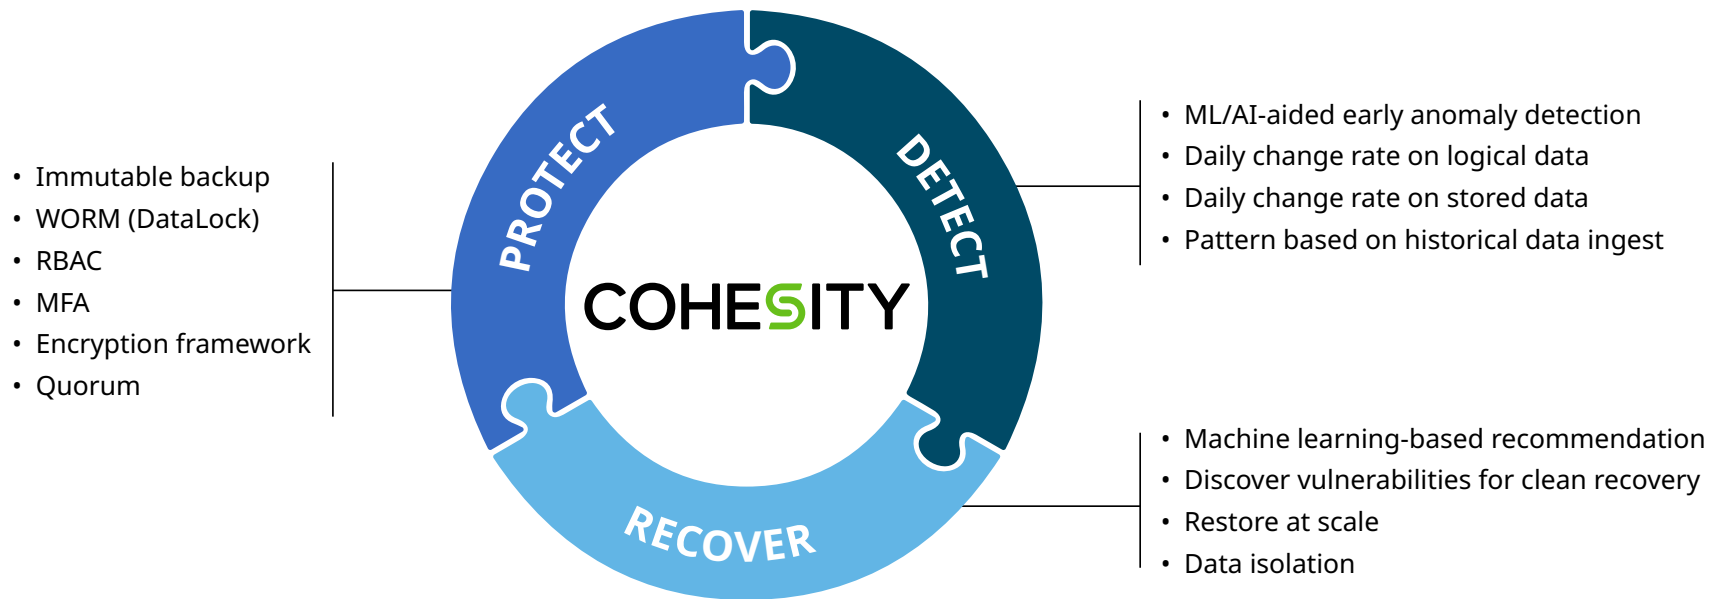 • Immutable backup
• WORM (DataLock)
• RBAC
• MFA
• Encryption framework
• Quorum
PROTECT
DETECT
RECOVER
COHESITY
• ML/AI-aided early anomaly detection
• Daily change rate on logical data
• Daily change rate on stored data
• Pattern based on historical data ingest
• Machine learning-based recommendation
• Discover vulnerabilities for clean recovery
• Restore at scale
• Data isolation